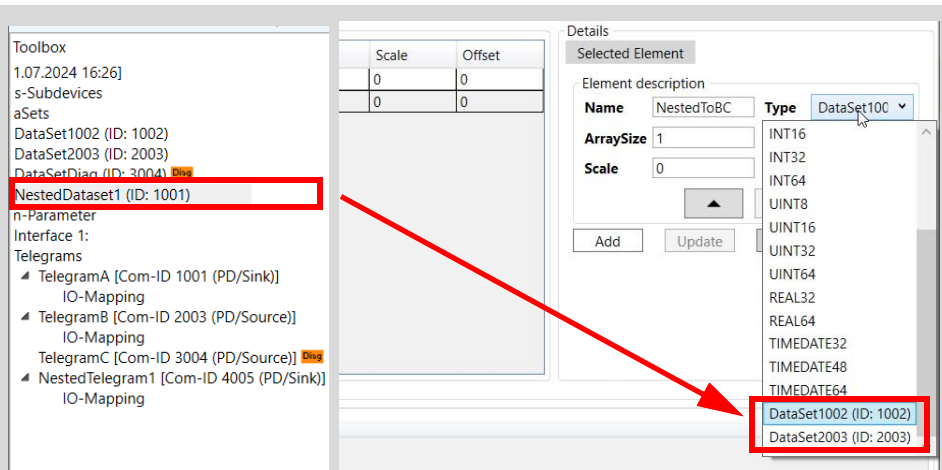 Toolbox
1.07.2024 16:26]
s-Subdevices
aSets
DataSet1002 (ID: 1002)
DataSet2003 (ID: 2003)
DataSetDiag (ID: 3004) Diag
NestedDataset1 (ID: 1001)
n-Parameter
Interface 1:
Telegrams
TelegramA [Com-ID 1001 (PD/Sink)]
IO-Mapping
TelegramB [Com-ID 2003 (PD/Source)]
IO-Mapping
TelegramC [Com-ID 3004 (PD/Source)] Diag
NestedTelegram1 [Com-ID 4005 (PD/Sink)]
IO-Mapping
Scale Offset
0 0
0 0
Details
Selected Element
Element description
Name NestedToBC Type DataSet100
ArraySize 1
Scale 0
Add Update
INT16
INT32
INT64
UINT8
UINT16
UINT32
UINT64
REAL32
REAL64
TIMEDATE32
TIMEDATE48
TIMEDATE64
DataSet1002 (ID: 1002)
DataSet2003 (ID: 2003)